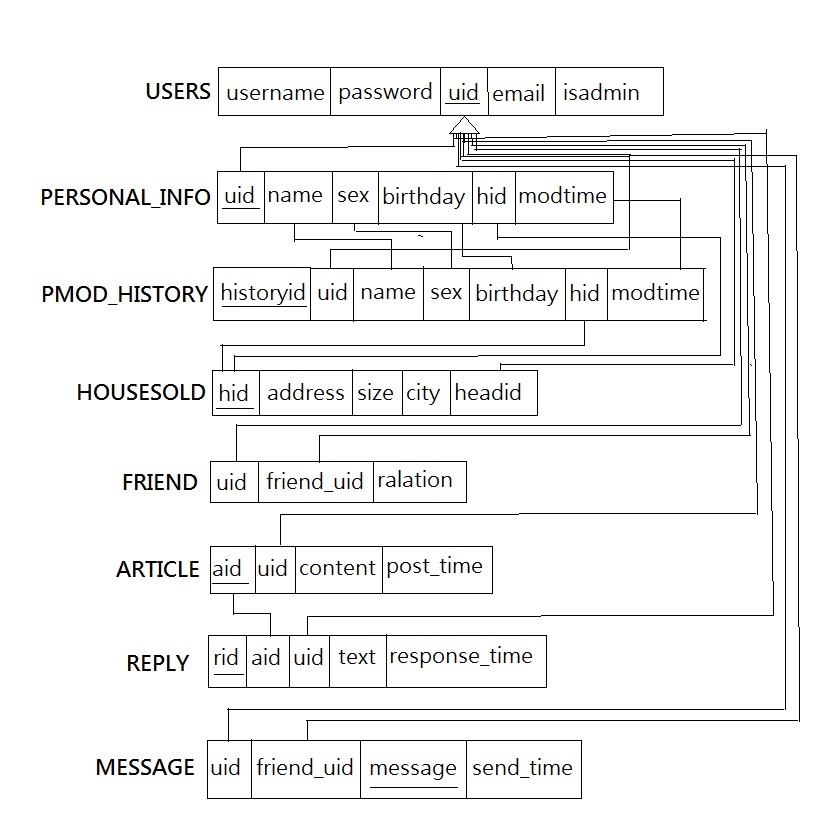 USERS username password uid email isadmin
PERSONAL_INFO uid name sex birthday hid modtime
PMOD_HISTORY historyid uid name sex birthday hid modtime
HOUSESOLD hid address size city headid
FRIEND uid friend_uid ralation
ARTICLE aid uid content post_time
REPLY rid aid uid text response_time
MESSAGE uid friend_uid message send_time